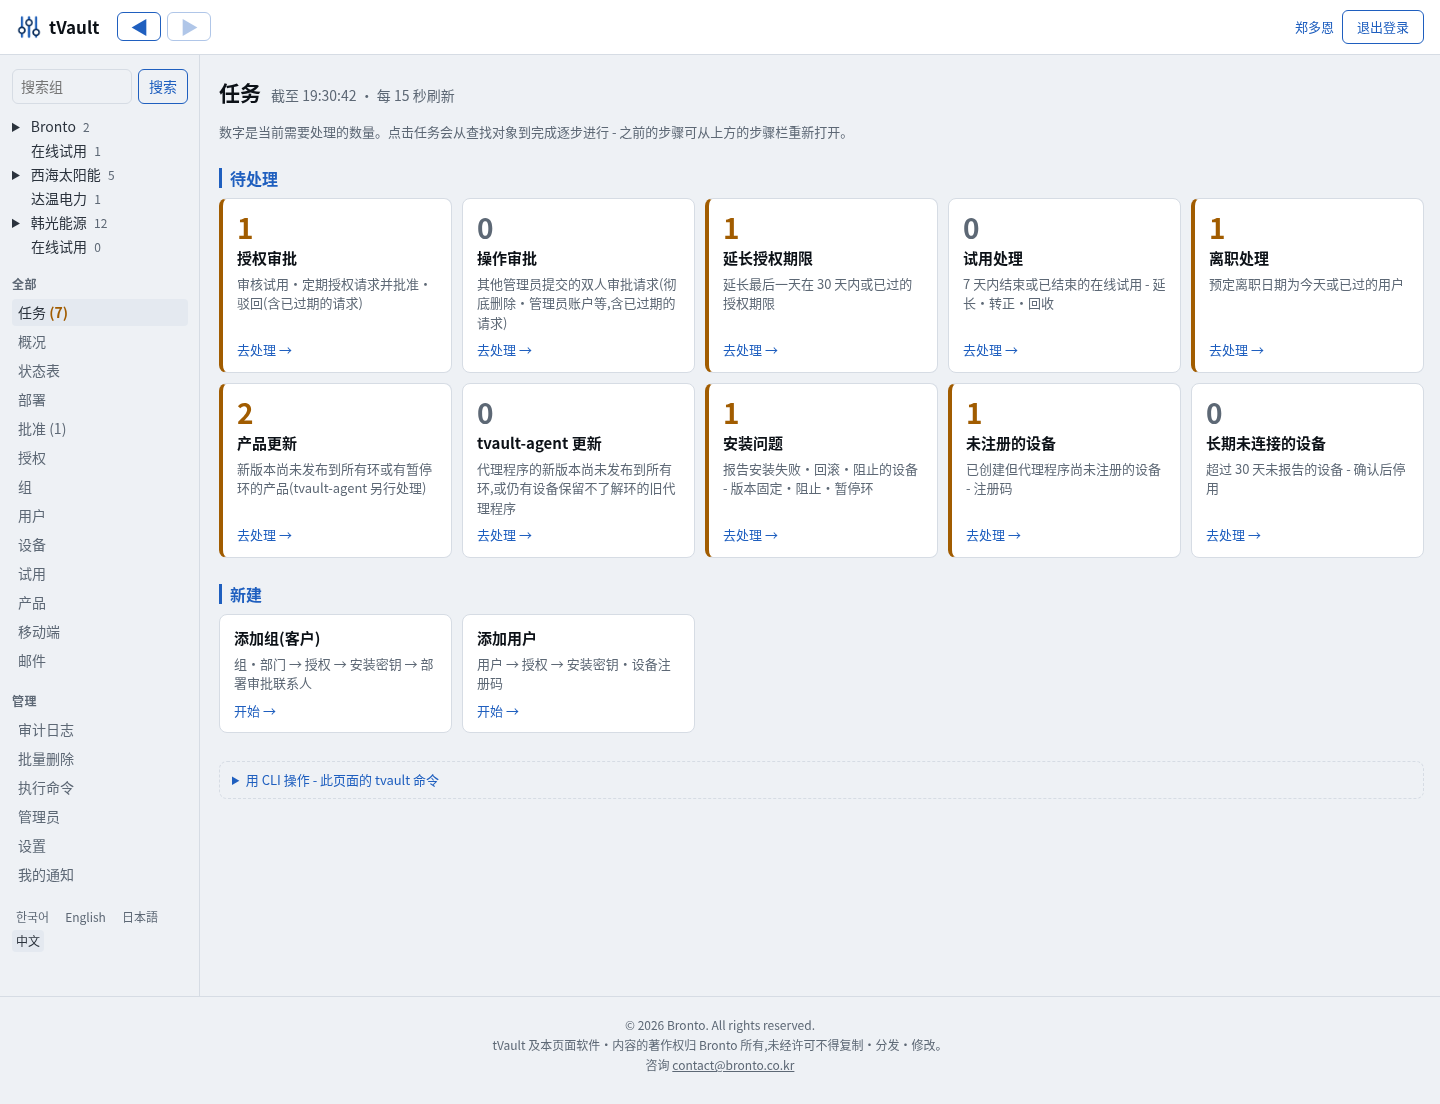 tVault
◀
▶
郑多恩
退出登录
搜索组
搜索
▶ Bronto 2
在线试用 1
▶ 西海太阳能 5
达温电力 1
▶ 韩光能源 12
在线试用 0
全部
任务 (7)
概况
状态表
部署
批准 (1)
授权
组
用户
设备
试用
产品
移动端
邮件
管理
审计日志
批量删除
执行命令
管理员
设置
我的通知
한국어 English 日本語
中文
任务 截至 19:30:42 · 每 15 秒刷新
数字是当前需要处理的数量。点击任务会从查找对象到完成逐步进行 - 之前的步骤可从上方的步骤栏重新打开。
待处理
1
授权审批
审核试用・定期授权请求并批准・
驳回(含已过期的请求)
去处理 →
0
操作审批
其他管理员提交的双人审批请求(彻
底删除・管理员账户等,含已过期的
请求)
去处理 →
1
延长授权期限
延长最后一天在 30 天内或已过的
授权期限
去处理 →
0
试用处理
7 天内结束或已结束的在线试用 - 延
长・转正・回收
去处理 →
1
离职处理
预定离职日期为今天或已过的用户
去处理 →
2
产品更新
新版本尚未发布到所有环或有暂停
环的产品(tvault-agent 另行处理)
去处理 →
0
tvault-agent 更新
代理程序的新版本尚未发布到所有
环,或仍有设备保留不了解环的旧代
理程序
去处理 →
1
安装问题
报告安装失败・回滚・阻止的设备
- 版本固定・阻止・暂停环
去处理 →
1
未注册的设备
已创建但代理程序尚未注册的设备
- 注册码
去处理 →
0
长期未连接的设备
超过 30 天未报告的设备 - 确认后停
用
去处理 →
新建
添加组(客户)
组・部门 → 授权 → 安装密钥 → 部
署审批联系人
开始 →
添加用户
用户 → 授权 → 安装密钥・设备注
册码
开始 →
▶ 用 CLI 操作 - 此页面的 tvault 命令
© 2026 Bronto. All rights reserved.
tVault 及本页面软件・内容的著作权归 Bronto 所有,未经许可不得复制・分发・修改。
咨询 contact@bronto.co.kr